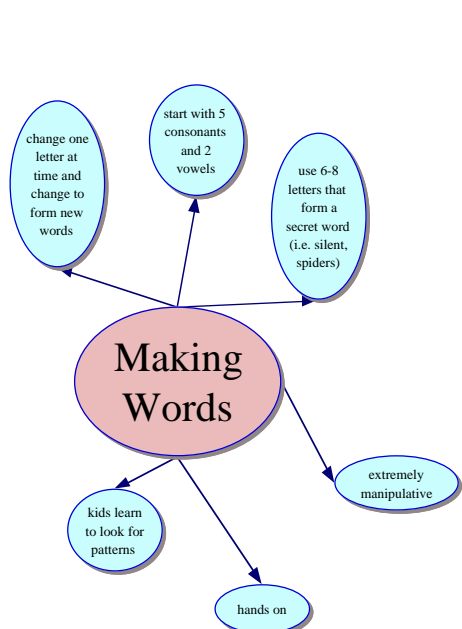 start with 5
consonants
and 2
vowels
change one
letter at
time and
change to
form new
words
use 6-8
letters that
form a
secret word
(i.e. silent,
spiders)
Making
Words
extremely
manipulative
kids learn
to look for
patterns
hands on